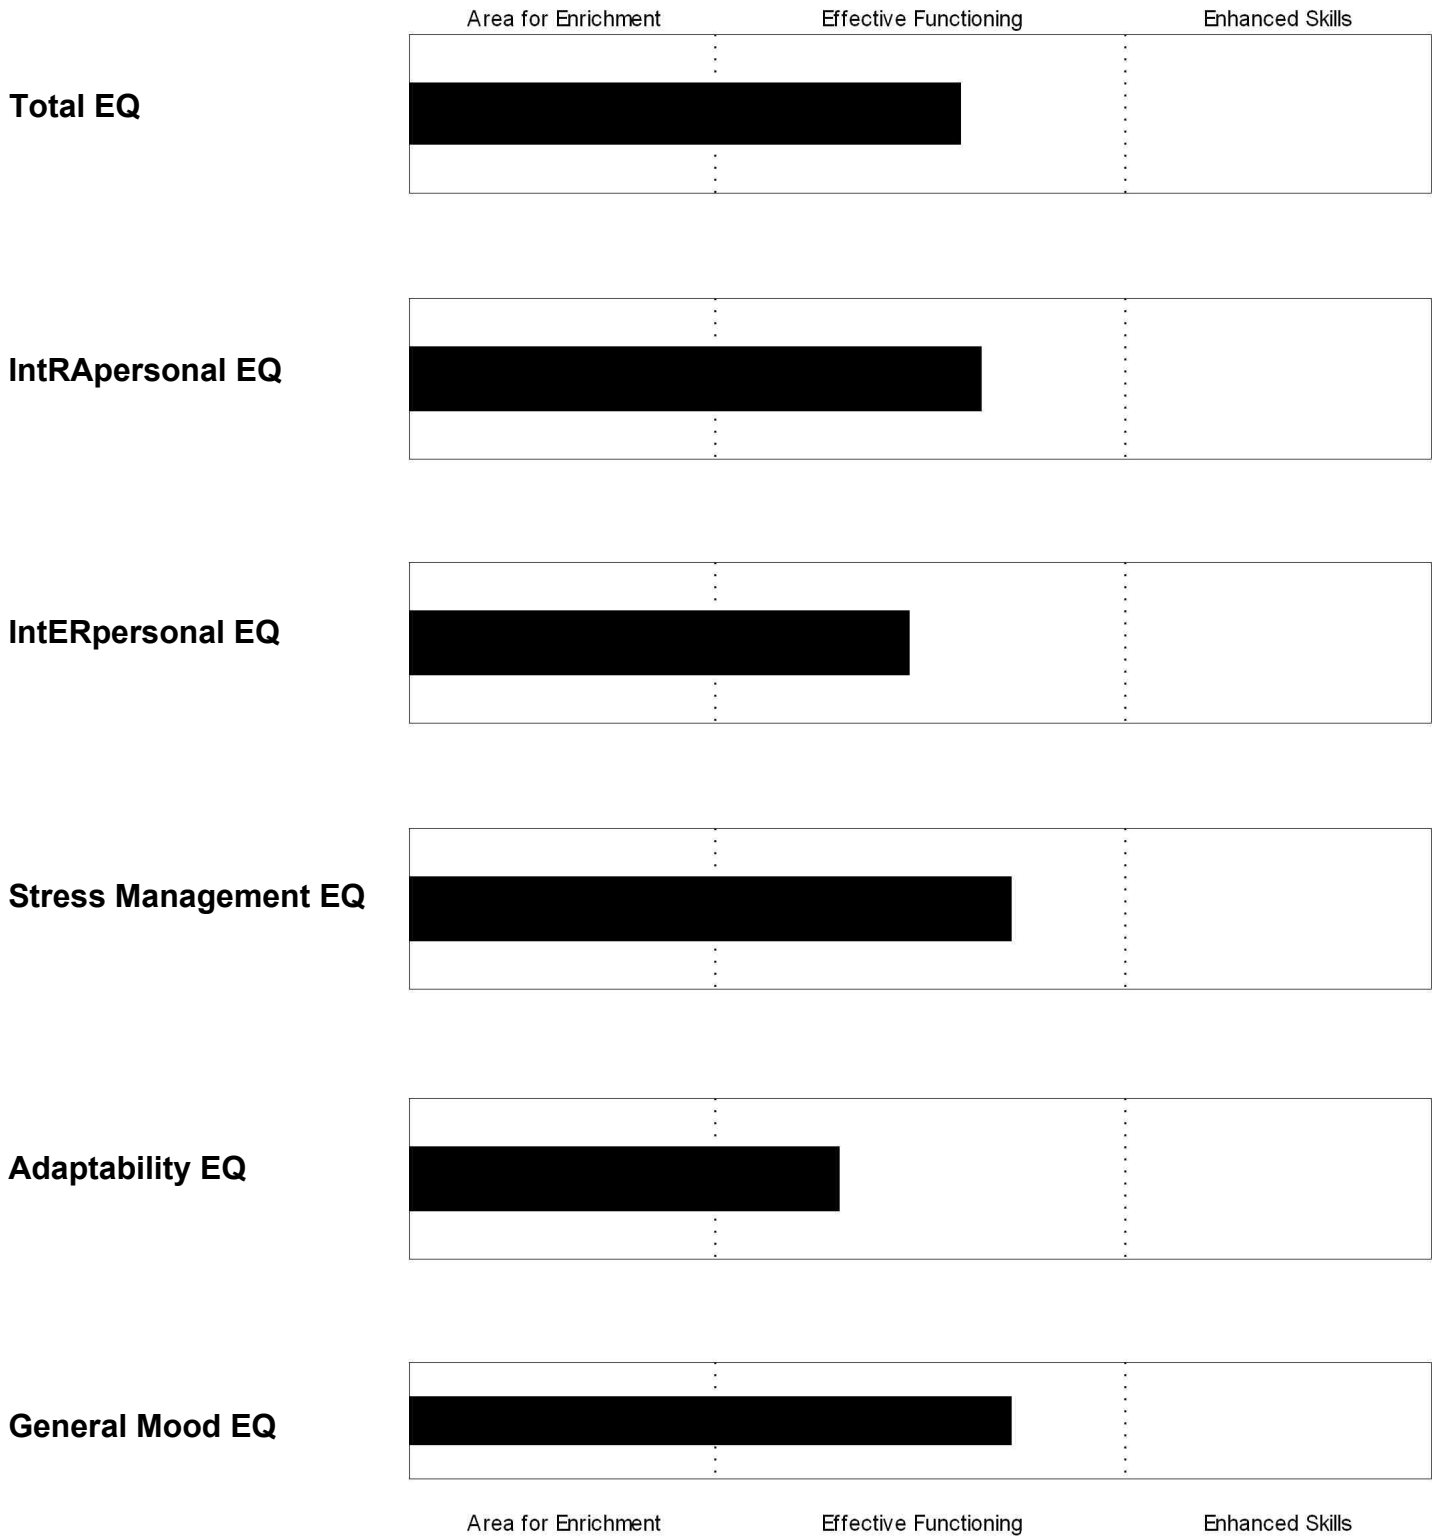 Area for Enrichment Effective Functioning Enhanced Skills
Total EQ
IntRApersonal EQ
IntERpersonal EQ
Stress Management EQ
Adaptability EQ
General Mood EQ
Area for Enrichment Effective Functioning Enhanced Skills